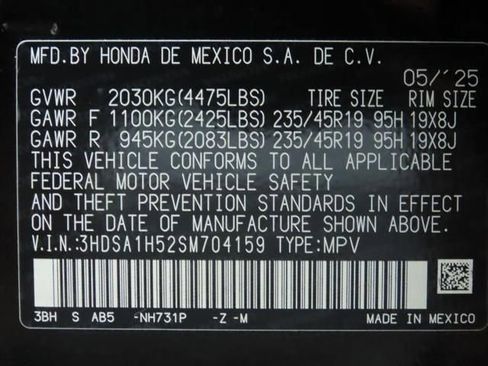 MFD.BY HONDA DE MEXICO S.A. DE C.V.
05/'25
GVWR 2030KG(4475LBS) TIRE SIZE RIM SIZE
GAWR F 1100KG(2425LBS) 235/45R19 95H 19X8J
GAWR R 945KG(2083LBS) 235/45R19 95H 19X8J
THIS VEHICLE CONFORMS TO ALL APPLICABLE
FEDERAL MOTOR VEHICLE SAFETY
AND THEFT PREVENTION STANDARDS IN EFFECT
ON THE DATE OF MANUFACTURE SHOWN ABOVE.
V.I.N.:3HDSA1H52SM704159 TYPE:MPV
3BH S AB5 -NH731P -Z -M MADE IN MEXICO